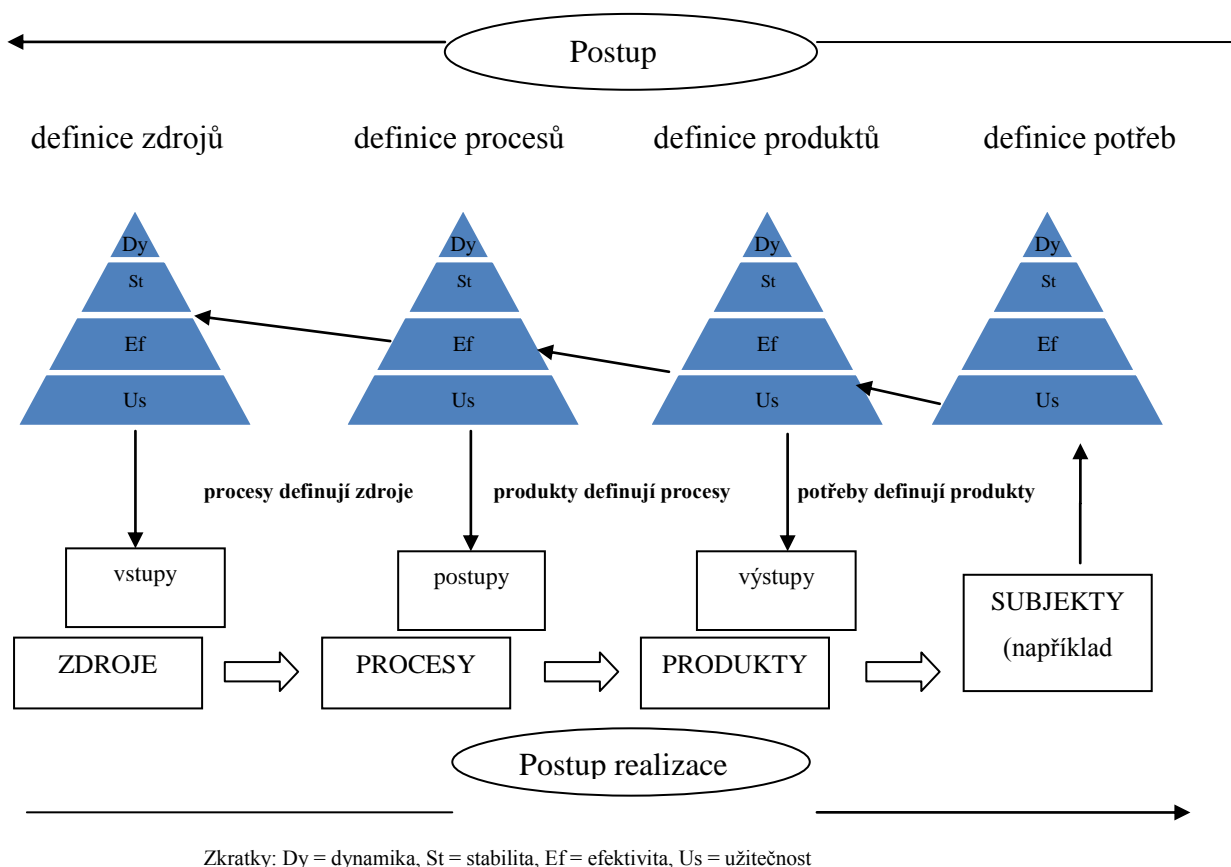 Postup
definice zdrojů definice procesů definice produktů definice potřeb
Dy Dy Dy Dy
St St St St
Ef Ef Ef Ef
Us Us Us Us
procesy definují zdroje produkty definují procesy potřeby definují produkty
vstupy postupy výstupy
SUBJEKTY
(například
ZDROJE PROCESY PRODUKTY
Postup realizace
Zkratky: Dy = dynamika, St = stabilita, Ef = efektivita, Us = užitečnost